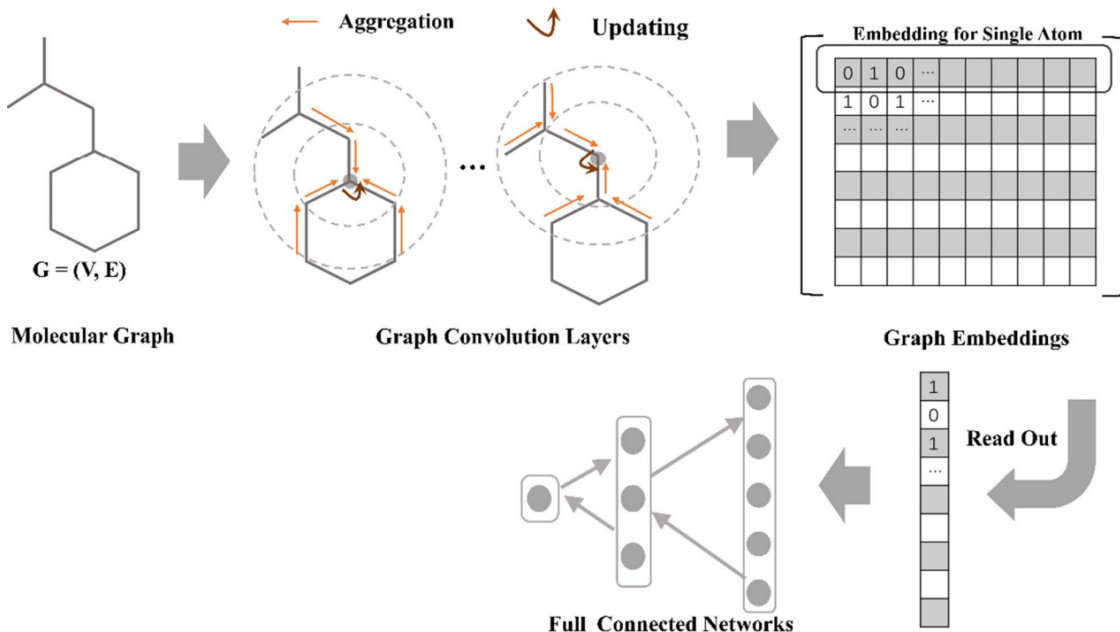 Aggregation
Updating
Embedding for Single Atom
0 1 0 ...
1 0 1 ...
... ... ...
...
G = (V, E)
Molecular Graph
Graph Convolution Layers
Graph Embeddings
1
0
1
...
Read Out
Full Connected Networks